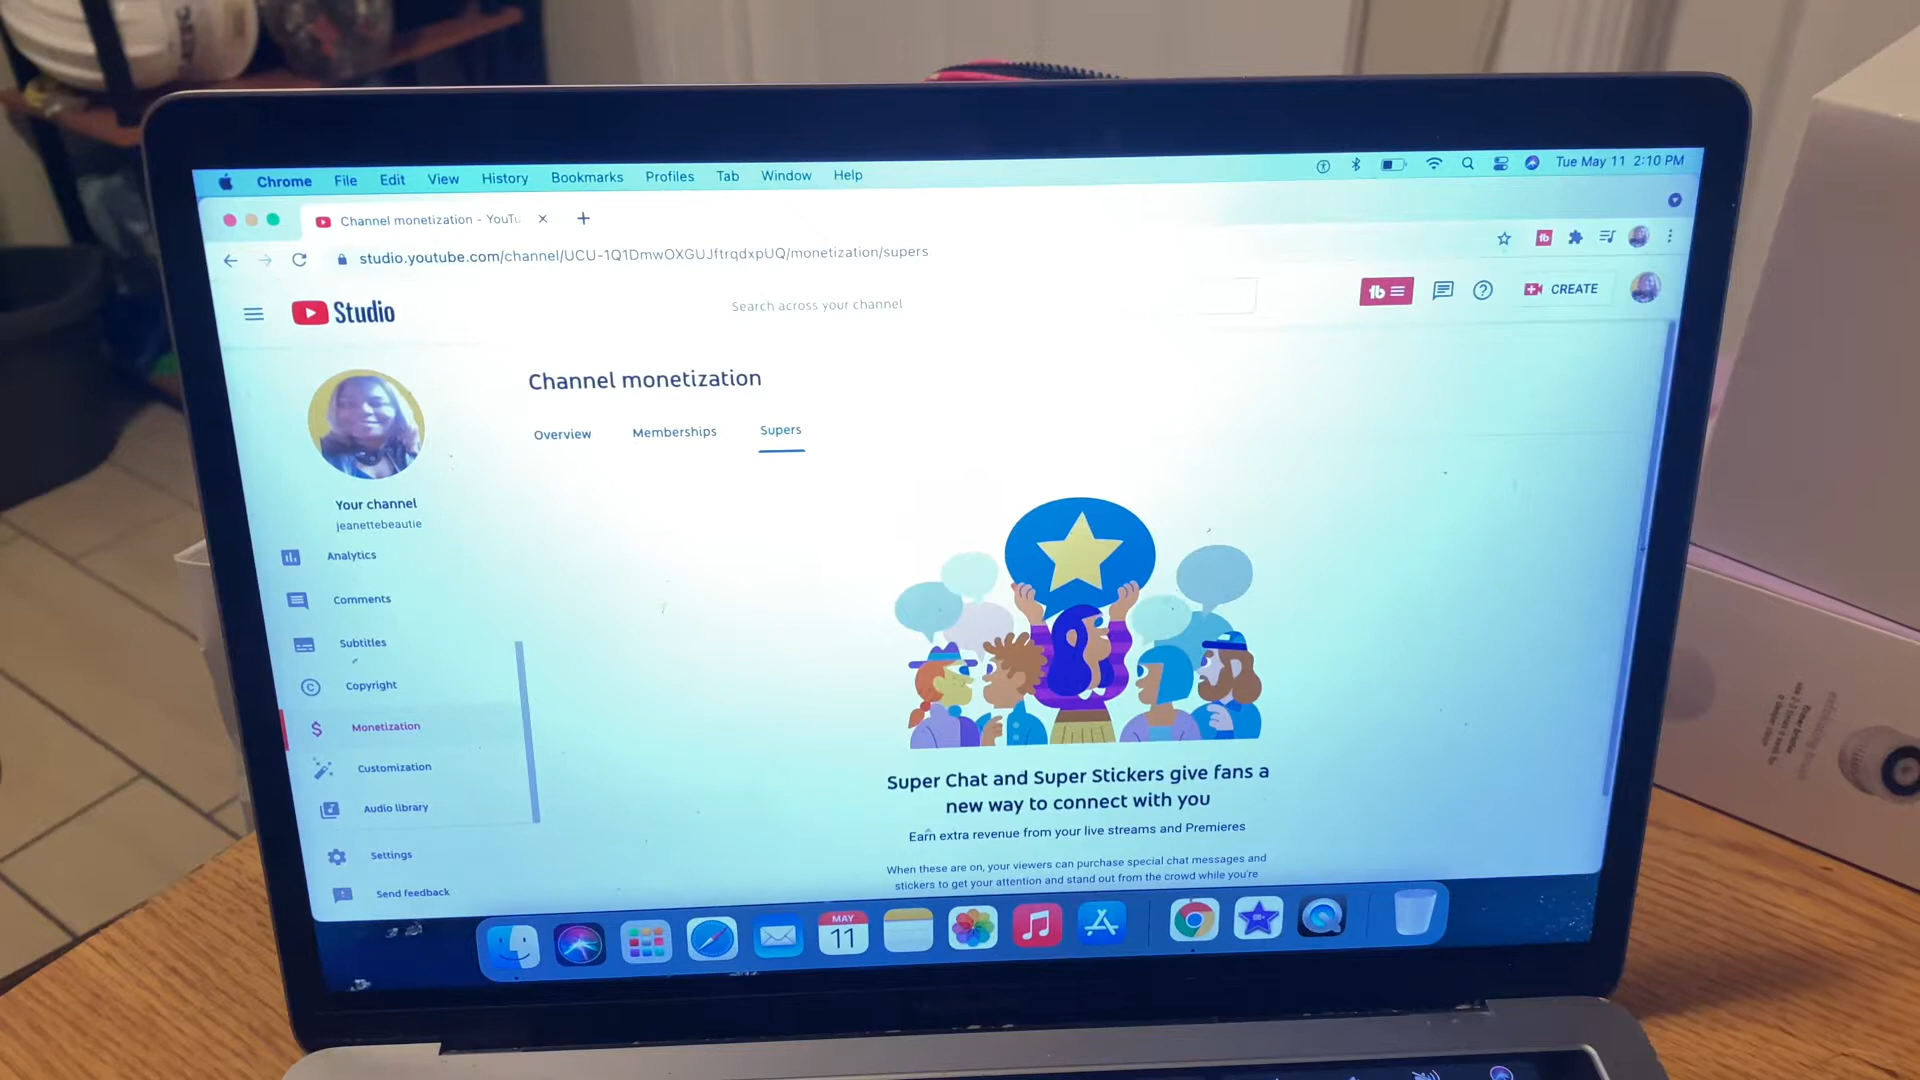 Chrome File Edit View History Bookmarks Profiles Tab Window Help
Tue May 11 2:10 PM
Channel monetization - YouTu
studio.youtube.com/channel/UCU-1Q1DmwOXGUJftrqdxpUQ/monetization/supers
Studio
Search across your channel
CREATE
Channel monetization
Overview Memberships Supers
Your channel
jeanettebeautie
Analytics
Comments
Subtitles
Copyright
Monetization
Customization
Audio library
Settings
Send feedback
Super Chat and Super Stickers give fans a
new way to connect with you
Earn extra revenue from your live streams and Premieres
When these are on, your viewers can purchase special chat messages and
stickers to get your attention and stand out from the crowd while you're
MAY
11